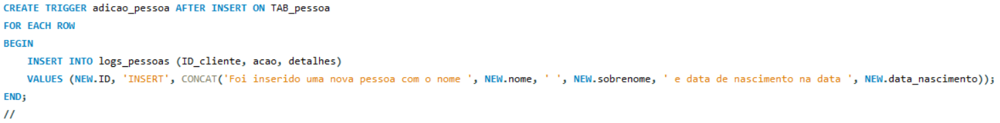 CREATE TRIGGER adicao_pessoa AFTER INSERT ON TAB_pessoa
FOR EACH ROW
BEGIN
    INSERT INTO logs_pessoas (ID_cliente, acao, detalhes)
    VALUES (NEW.ID, 'INSERT', CONCAT('Foi inserido uma nova pessoa com o nome ', NEW.nome, ' ', NEW.sobrenome, ' e data de nascimento na data ', NEW.data_nascimento));
END;
//